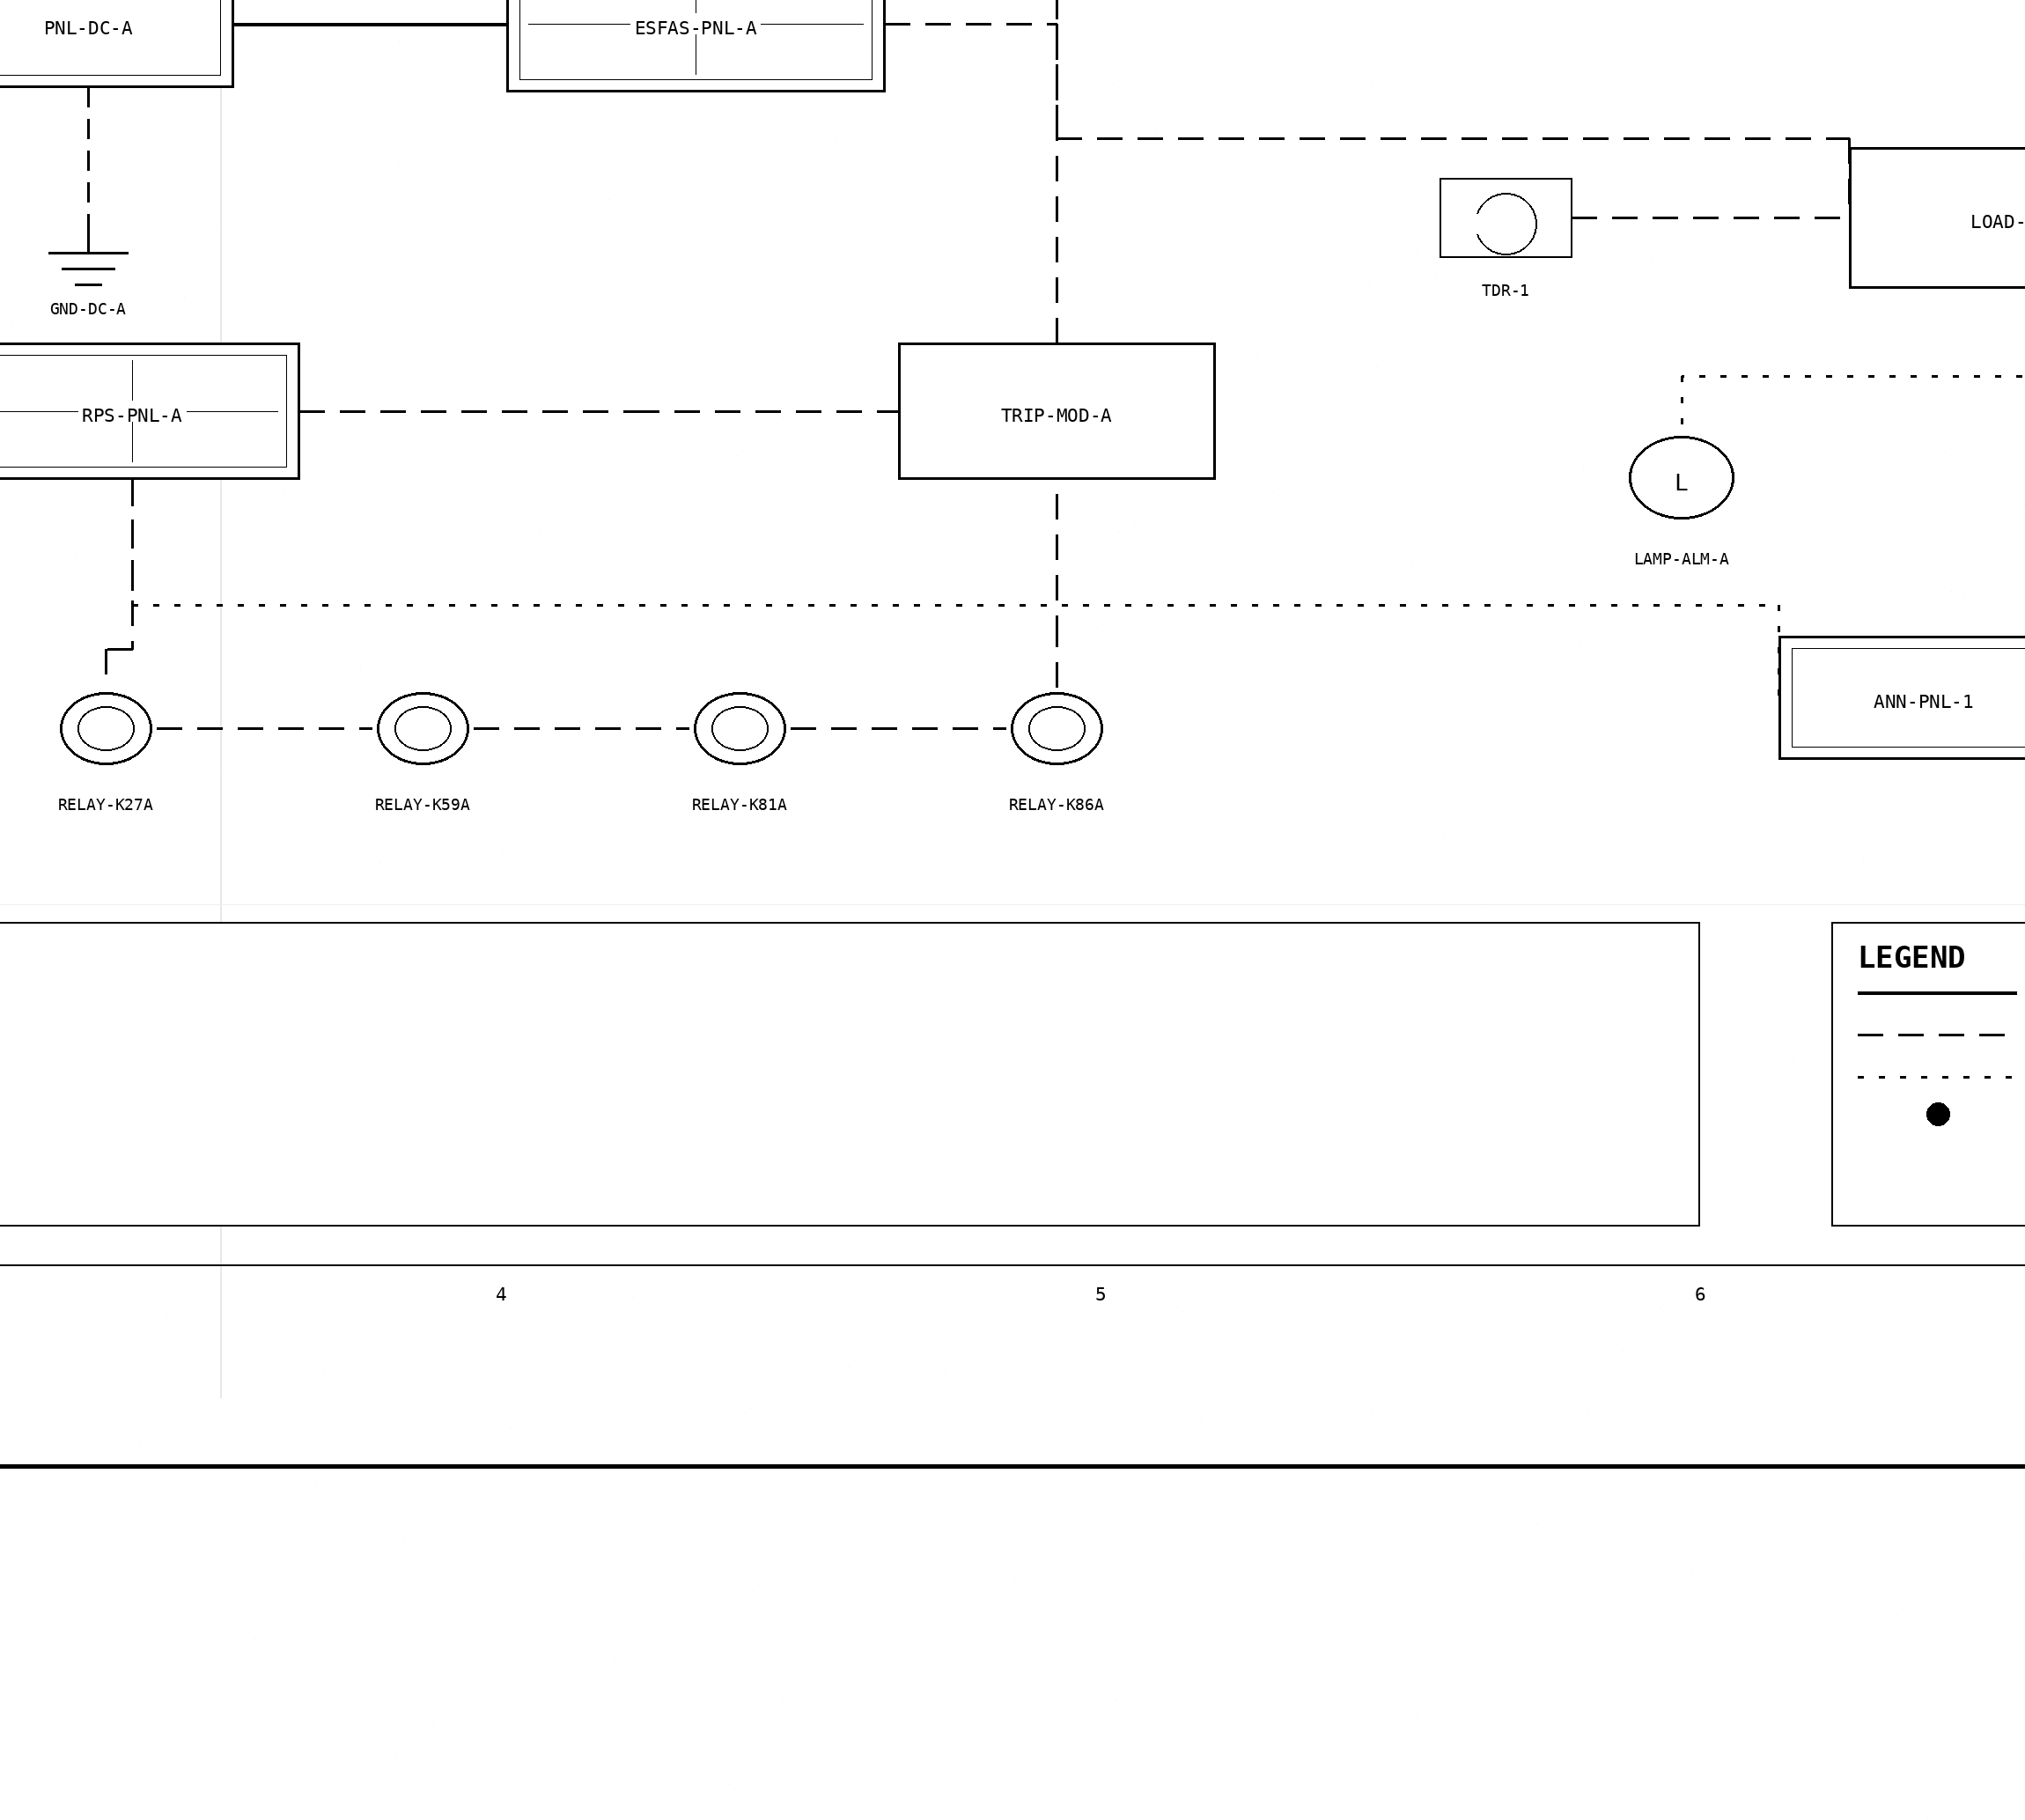 PNL-DC-A
ESFAS-PNL-A
LOAD-
TDR-1
GND-DC-A
RPS-PNL-A
TRIP-MOD-A
L
LAMP-ALM-A
ANN-PNL-1
RELAY-K27A
RELAY-K59A
RELAY-K81A
RELAY-K86A
LEGEND
4
5
6